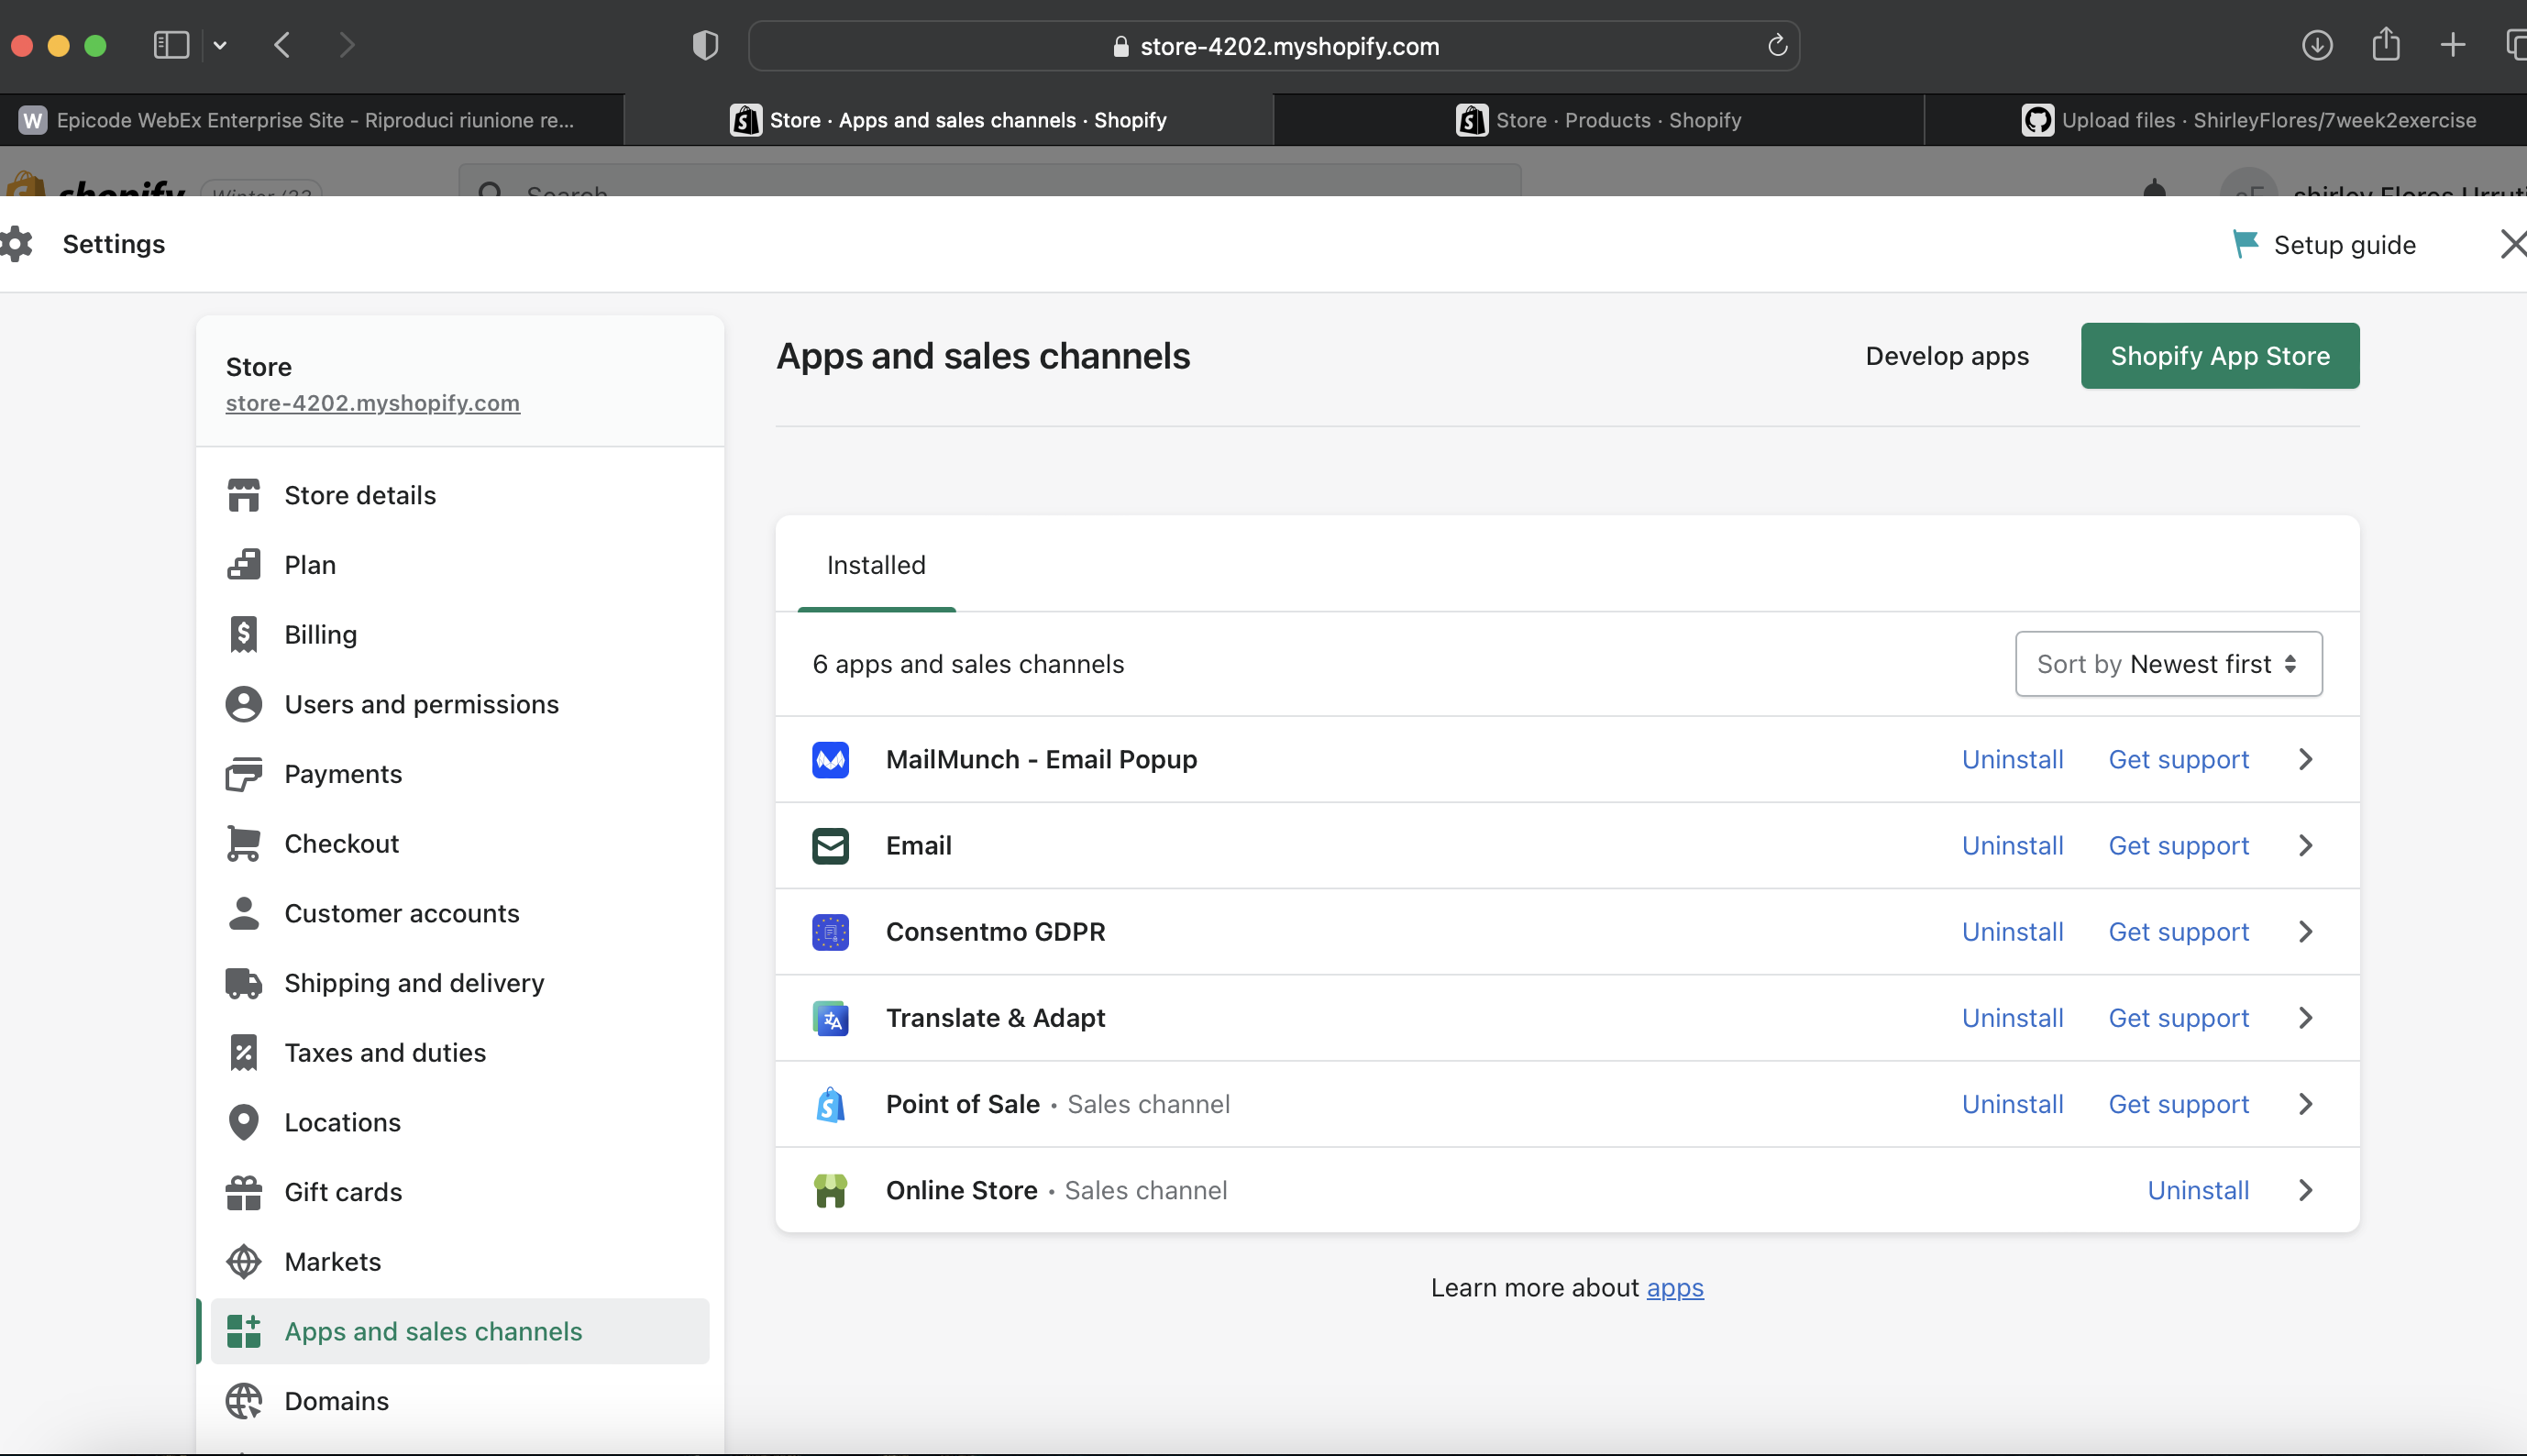 store-4202.myshopify.com
W Epicode WebEx Enterprise Site - Riproduci riunione re...
Store · Apps and sales channels · Shopify
Store · Products · Shopify
Upload files · ShirleyFlores/7week2exercise
shopify
Search
shirley Flores
Settings
Setup guide
Store
store-4202.myshopify.com
Store details
Plan
Billing
Users and permissions
Payments
Checkout
Customer accounts
Shipping and delivery
Taxes and duties
Locations
Gift cards
Markets
Apps and sales channels
Domains
Apps and sales channels
Develop apps
Shopify App Store
Installed
6 apps and sales channels
Sort by Newest first
MailMunch - Email Popup Uninstall Get support
Email Uninstall Get support
Consentmo GDPR Uninstall Get support
Translate & Adapt Uninstall Get support
Point of Sale • Sales channel Uninstall Get support
Online Store • Sales channel Uninstall
Learn more about apps